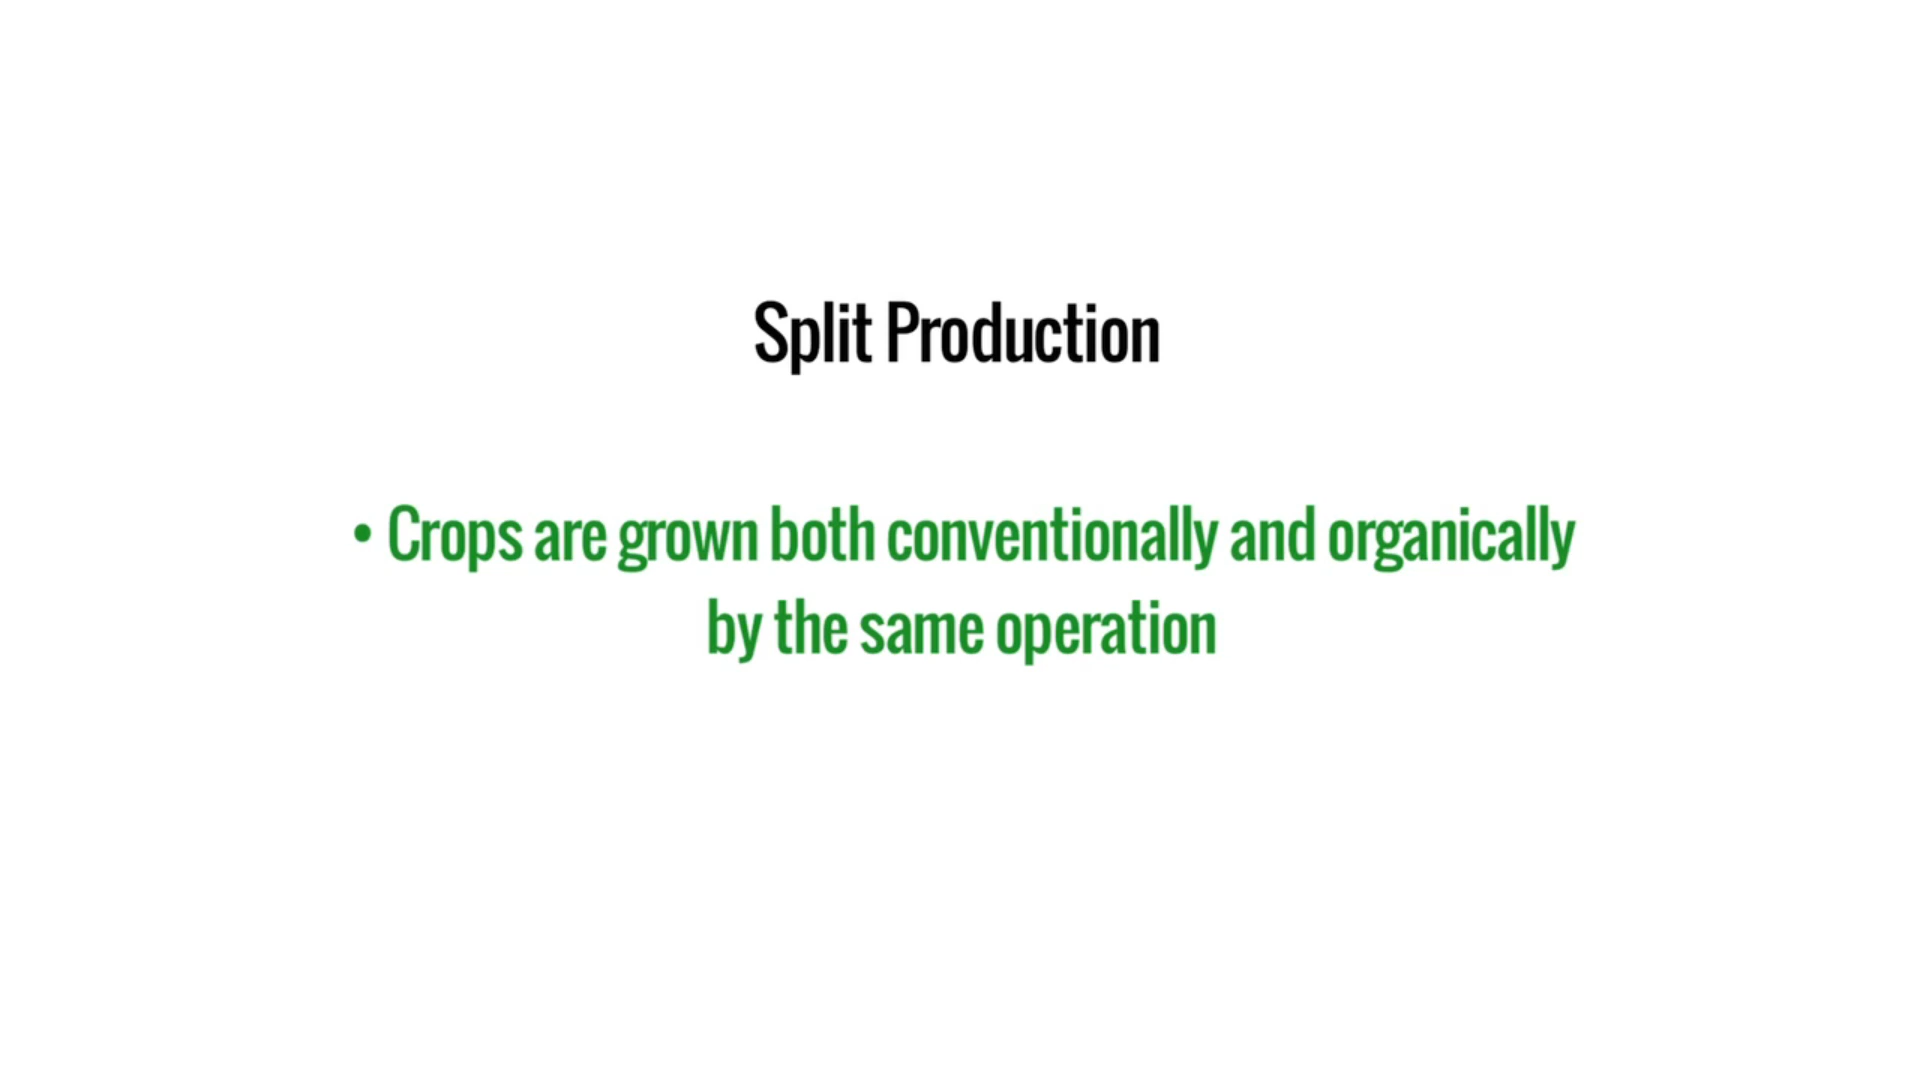 Split Production
• Crops are grown both conventionally and organically
by the same operation